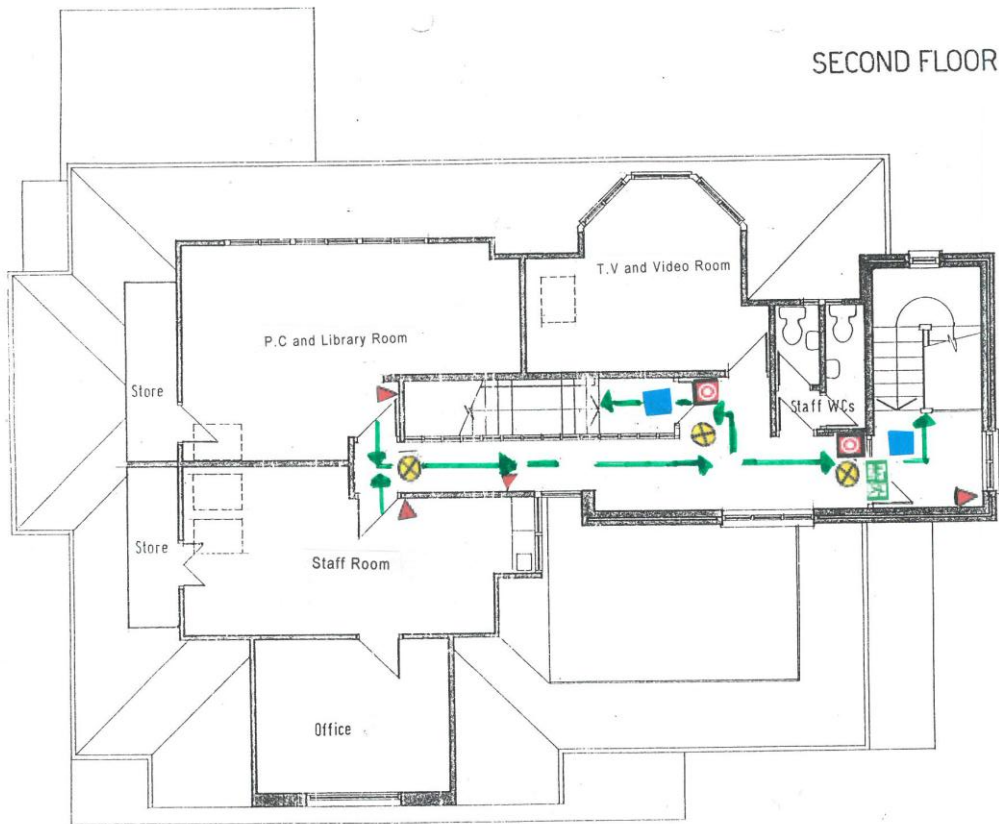 SECOND FLOOR
T.V and Video Room
P.C and Library Room
Store
Staff WCs
Store
Staff Room
Office